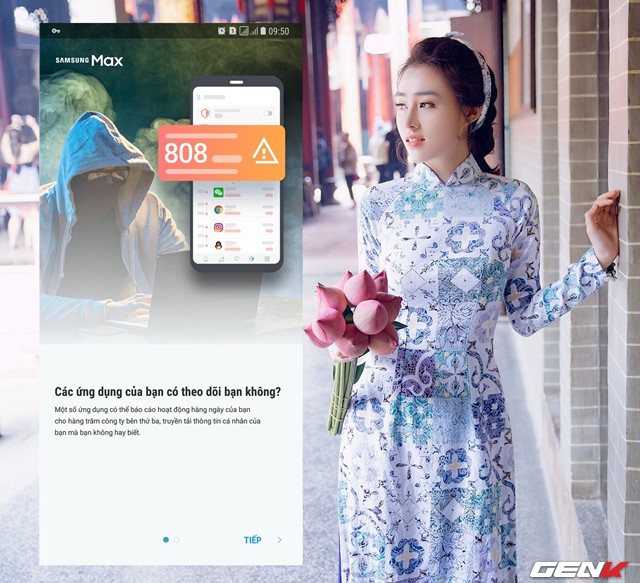 09:50
SAMSUNG Max
808
Các ứng dụng của bạn có theo dõi bạn không?
Một số ứng dụng có thể báo cáo hoạt động hàng ngày của bạn
cho hàng trăm công ty bên thứ ba, truyền tải thông tin cá nhân của
bạn mà bạn không hay biết.
TIẾP
GENK